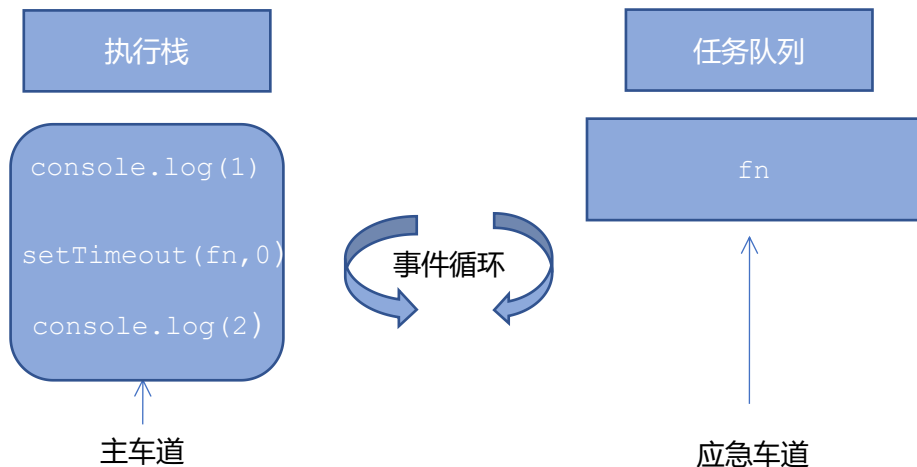 执行栈
任务队列
console.log(1)
fn
setTimeout(fn,0)
事件循环
console.log(2)
主车道
应急车道